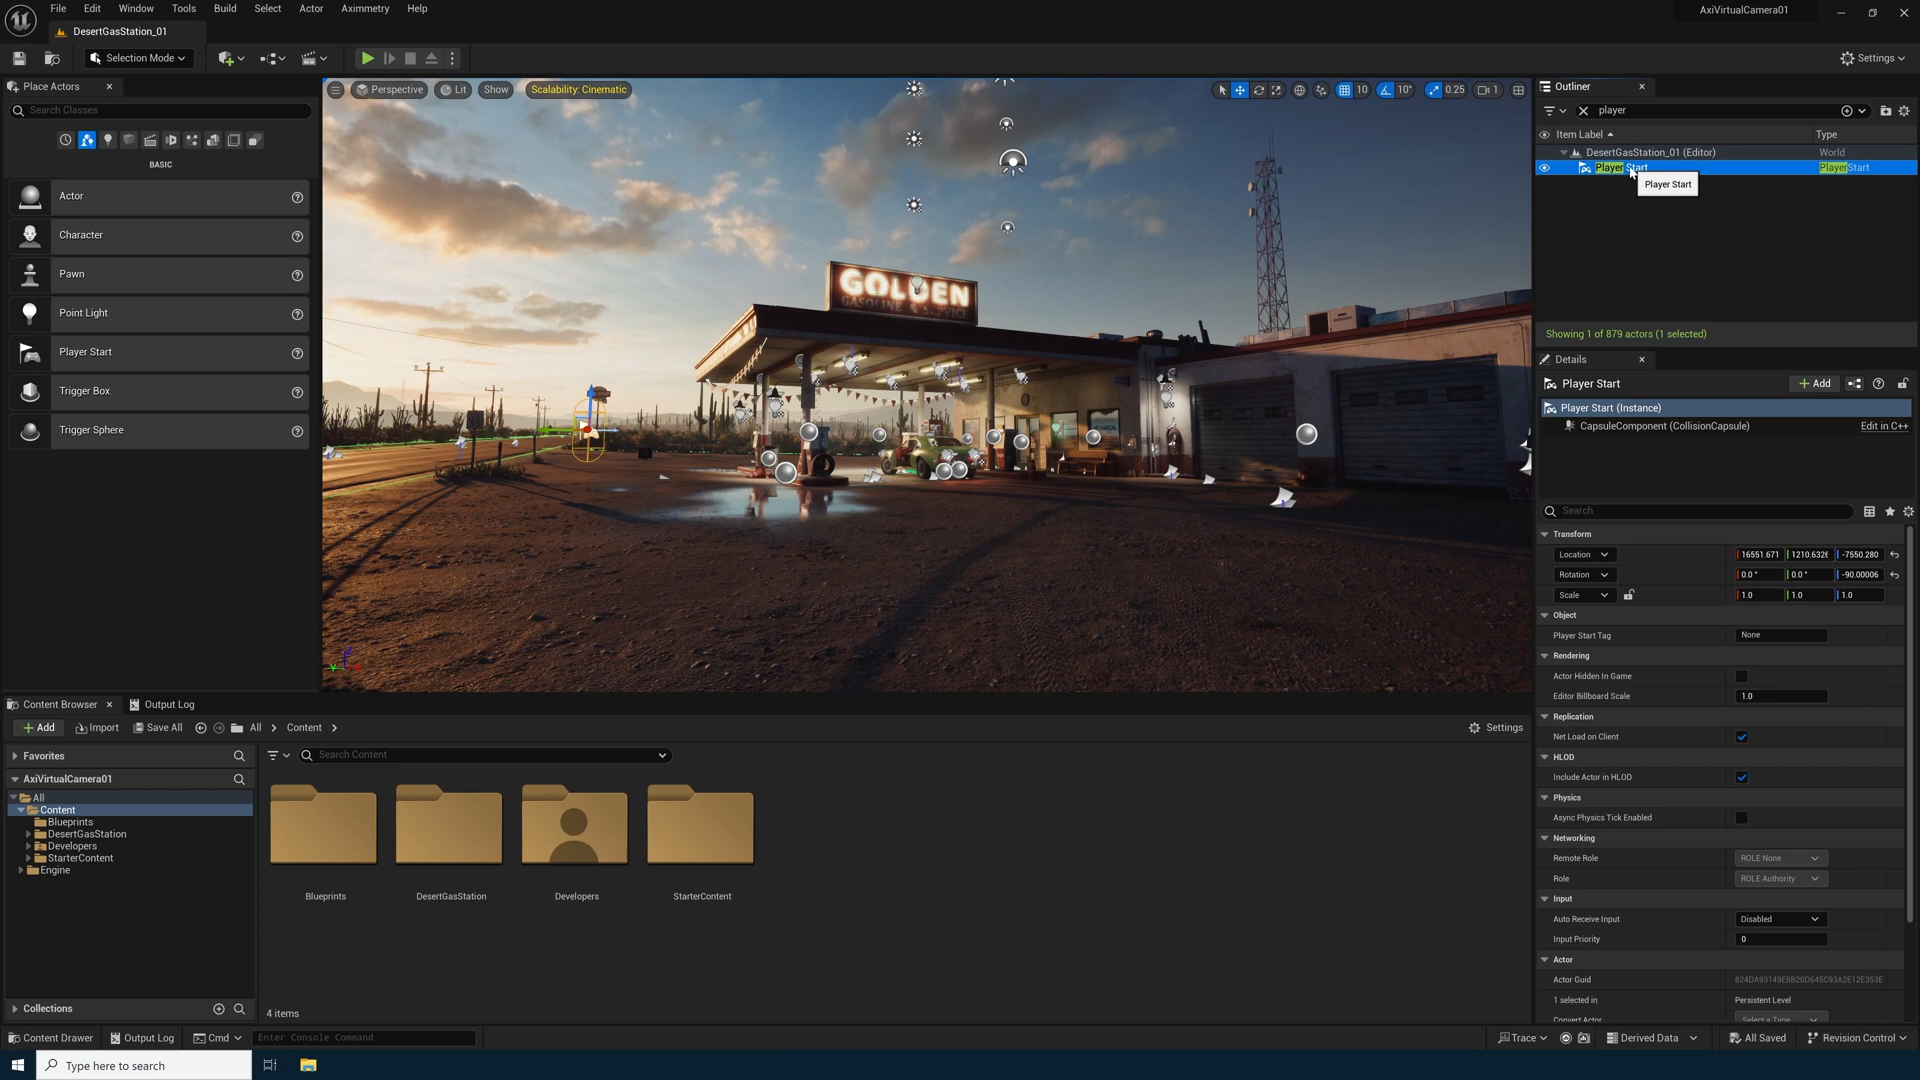 File Edit Window Tools Build Select Actor Aximmetry Help
AxiVirtualCamera01
DesertGasStation_01
Selection Mode
Settings
Place Actors
Search Classes
BASIC
Actor
Character
Pawn
Point Light
Player Start
Trigger Box
Trigger Sphere
Perspective Lit Show Scalability: Cinematic
10 10° 0.25 1
GOLDEN
GASOLINE & SERVICE
Outliner
player
Item Label Type
DesertGasStation_01 (Editor) World
Player Start PlayerStart
Player Start
Showing 1 of 879 actors (1 selected)
Details
Player Start
Add
Player Start (Instance)
CapsuleComponent (CollisionCapsule) Edit in C++
Search
Transform
Location 16551.671 1210.6326 -7550.280
Rotation 0.0 ° 0.0 ° -90.00006
Scale 1.0 1.0 1.0
Object
Player Start Tag None
Rendering
Actor Hidden In Game
Editor Billboard Scale 1.0
Replication
Net Load on Client
HLOD
Include Actor in HLOD
Physics
Async Physics Tick Enabled
Networking
Remote Role ROLE None
Role ROLE Authority
Input
Auto Receive Input Disabled
Input Priority 0
Actor
Actor Guid 824DA93149E8B20D645C93A2E12E353E
1 selected in Persistent Level
Convert Actor Select a Type
Content Browser Output Log
Add Import Save All All Content Settings
Favorites
Search Content
AxiVirtualCamera01
All
Content
Blueprints
DesertGasStation
Developers
StarterContent
Engine
Blueprints DesertGasStation Developers StarterContent
Collections
4 items
Content Drawer Output Log Cmd Enter Console Command
Trace Derived Data All Saved Revision Control
Type here to search